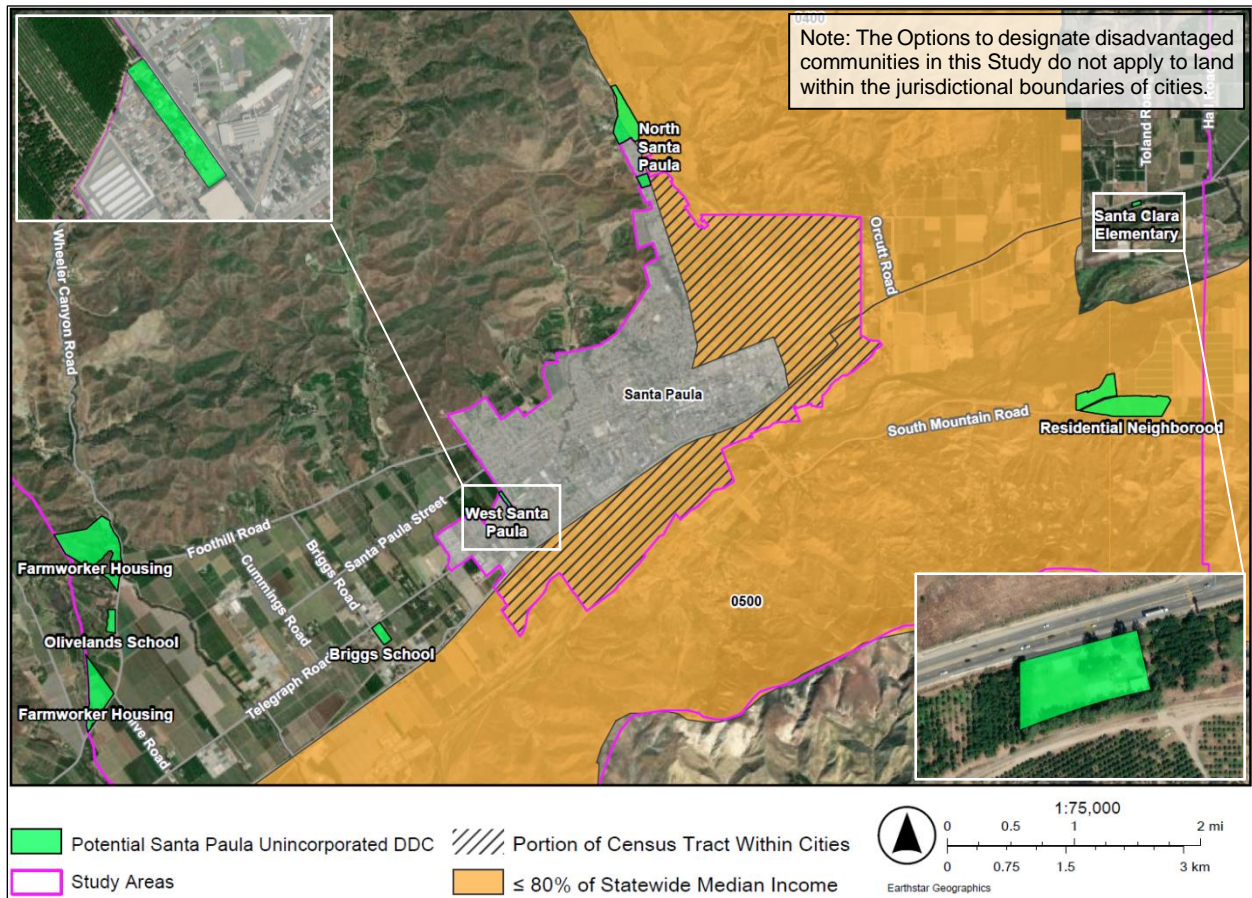 0400
Note: The Options to designate disadvantaged
communities in this Study do not apply to land
within the jurisdictional boundaries of cities.
North
Santa
Paula
Toland Road
Santa Clara
Elementary
Orcutt Road
Wheeler Canyon Road
Santa Paula
South Mountain Road
Residential Neighborood
West Santa
Paula
Foothill Road
Santa Paula Street
Briggs Road
Cummings Road
Farmworker Housing
Olivelands School
Briggs School
Telegraph Road
0500
Farmworker Housing
Road
Potential Santa Paula Unincorporated DDC
Study Areas
Portion of Census Tract Within Cities
≤ 80% of Statewide Median Income
1:75,000
0 0.5 1 2 mi
0 0.75 1.5 3 km
Earthstar Geographics